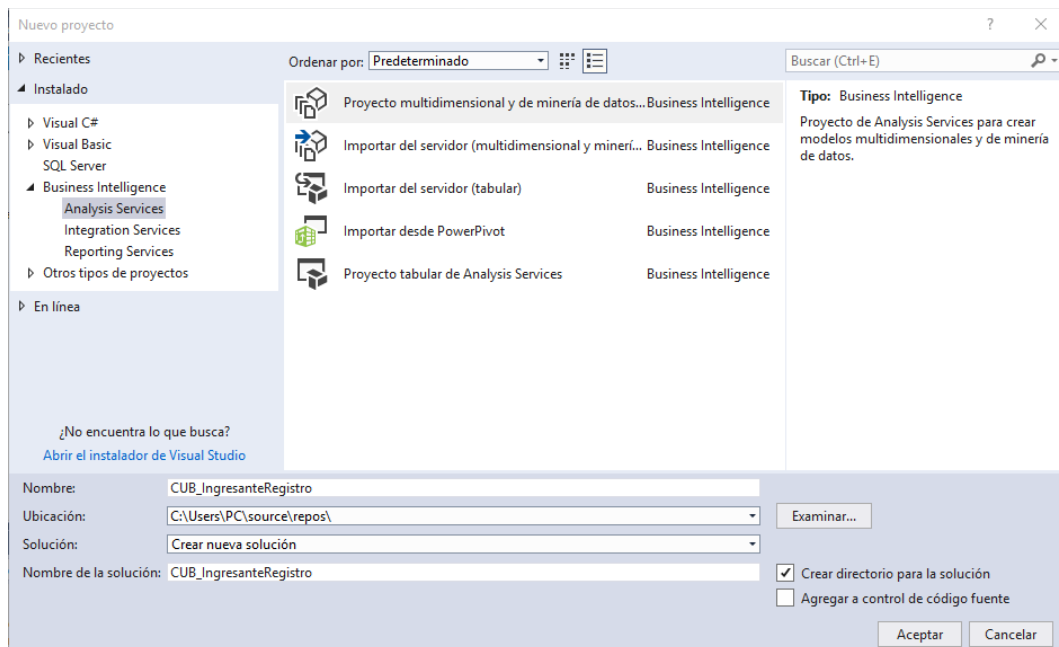 Nuevo proyecto
?
Recientes
Instalado
Visual C#
Visual Basic
SQL Server
Business Intelligence
Analysis Services
Integration Services
Reporting Services
Otros tipos de proyectos
En línea
¿No encuentra lo que busca?
Abrir el instalador de Visual Studio
Ordenar por: Predeterminado
Proyecto multidimensional y de minería de datos... Business Intelligence
Importar del servidor (multidimensional y minerí... Business Intelligence
Importar del servidor (tabular) Business Intelligence
Importar desde PowerPivot Business Intelligence
Proyecto tabular de Analysis Services Business Intelligence
Buscar (Ctrl+E)
Tipo: Business Intelligence
Proyecto de Analysis Services para crear
modelos multidimensionales y de minería
de datos.
Nombre: CUB_IngresanteRegistro
Ubicación: C:\Users\PC\source\repos\ Examinar...
Solución: Crear nueva solución
Nombre de la solución: CUB_IngresanteRegistro
Crear directorio para la solución
Agregar a control de código fuente
Aceptar Cancelar